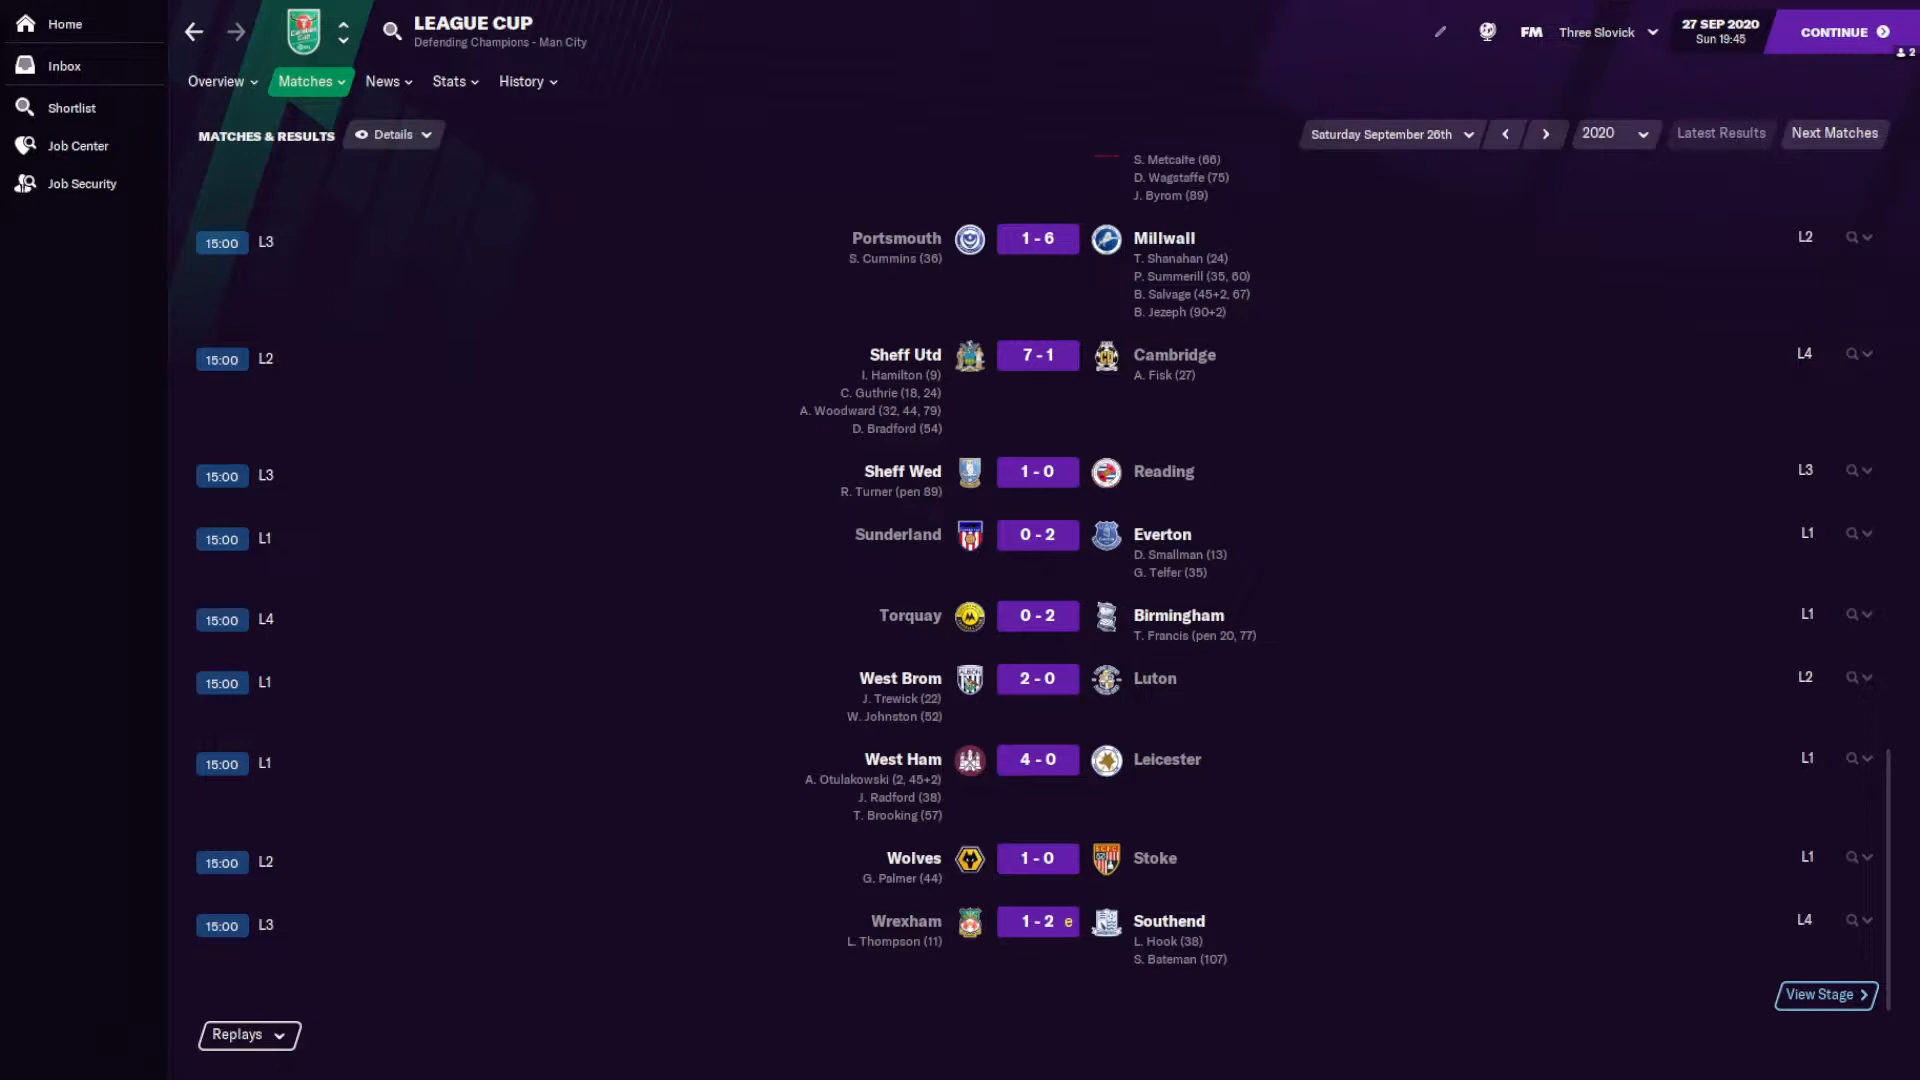 Home
Inbox
Shortlist
Job Center
Job Security
LEAGUE CUP
Defending Champions - Man City
FM Three Slovick
27 SEP 2020
Sun 19:45
CONTINUE
2
Overview Matches News Stats History
MATCHES & RESULTS Details
Saturday September 26th 2020 Latest Results Next Matches
S. Metcalfe (66)
D. Wagstaffe (75)
J. Byrom (89)
15:00 L3 Portsmouth 1 - 6 Millwall L2
S. Cummins (36) T. Shanahan (24)
P. Summerill (35, 60)
B. Salvage (45+2, 67)
B. Jezeph (90+2)
15:00 L2 Sheff Utd 7 - 1 Cambridge L4
I. Hamilton (9) A. Fisk (27)
C. Guthrie (18, 24)
A. Woodward (32, 44, 79)
D. Bradford (54)
15:00 L3 Sheff Wed 1 - 0 Reading L3
R. Turner (pen 89)
15:00 L1 Sunderland 0 - 2 Everton L1
D. Smallman (13)
G. Telfer (35)
15:00 L4 Torquay 0 - 2 Birmingham L1
T. Francis (pen 20, 77)
15:00 L1 West Brom 2 - 0 Luton L2
J. Trewick (22)
W. Johnston (52)
15:00 L1 West Ham 4 - 0 Leicester L1
A. Otulakowski (2, 45+2)
J. Radford (38)
T. Brooking (57)
15:00 L2 Wolves 1 - 0 Stoke L1
G. Palmer (44)
15:00 L3 Wrexham 1 - 2 e Southend L4
L. Thompson (11) L. Hook (38)
S. Bateman (107)
View Stage
Replays